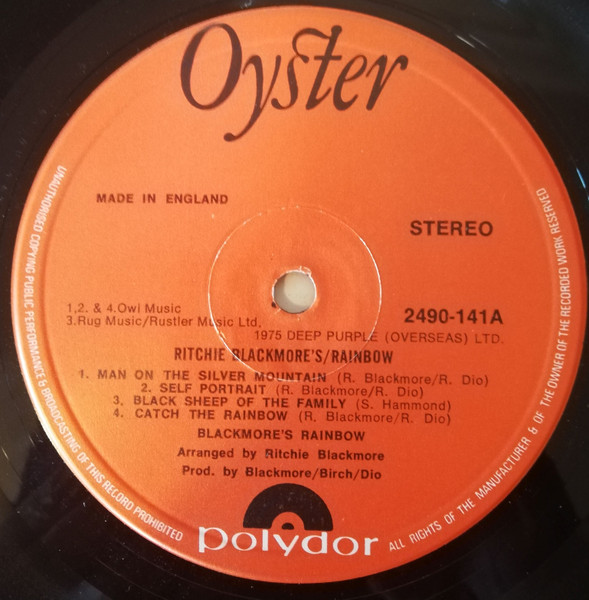 Oyster
MADE IN ENGLAND
STEREO
1,2. & 4.Owl Music
3.Rug Music/Rustler Music Ltd.
2490-141A
1975 DEEP PURPLE (OVERSEAS) LTD.
RITCHIE BLACKMORE'S/RAINBOW
1. MAN ON THE SILVER MOUNTAIN (R. Blackmore/R. Dio)
2. SELF PORTRAIT (R. Blackmore/R. Dio)
3. BLACK SHEEP OF THE FAMILY (S. Hammond)
4. CATCH THE RAINBOW (R. Blackmore/R. Dio)
BLACKMORE'S RAINBOW
Arranged by Ritchie Blackmore
Prod. by Blackmore/Birch/Dio
polydor
UNAUTHORISED COPYING PUBLIC PERFORMANCE & BROADCASTING OF THIS RECORD PROHIBITED
ALL RIGHTS OF THE MANUFACTURER & OF THE OWNER OF THE RECORDED WORK RESERVED